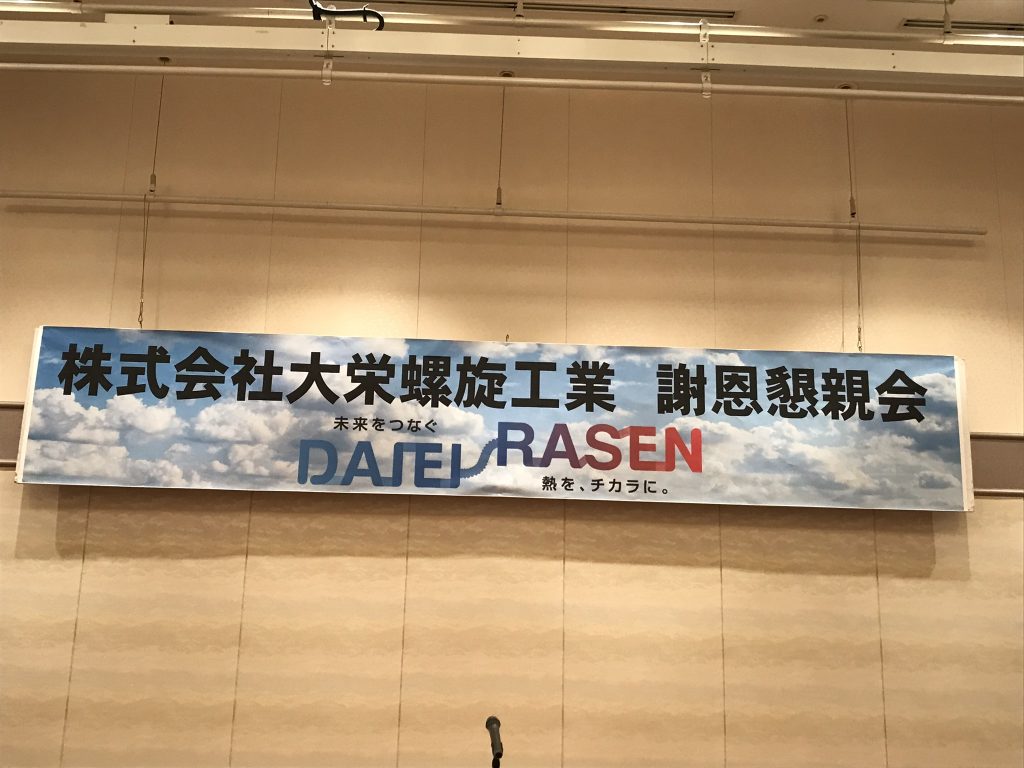 株式会社大栄螺旋工業 謝恩懇親会
未来をつなぐ
DAIEI RASEN
熱を、チカラに。